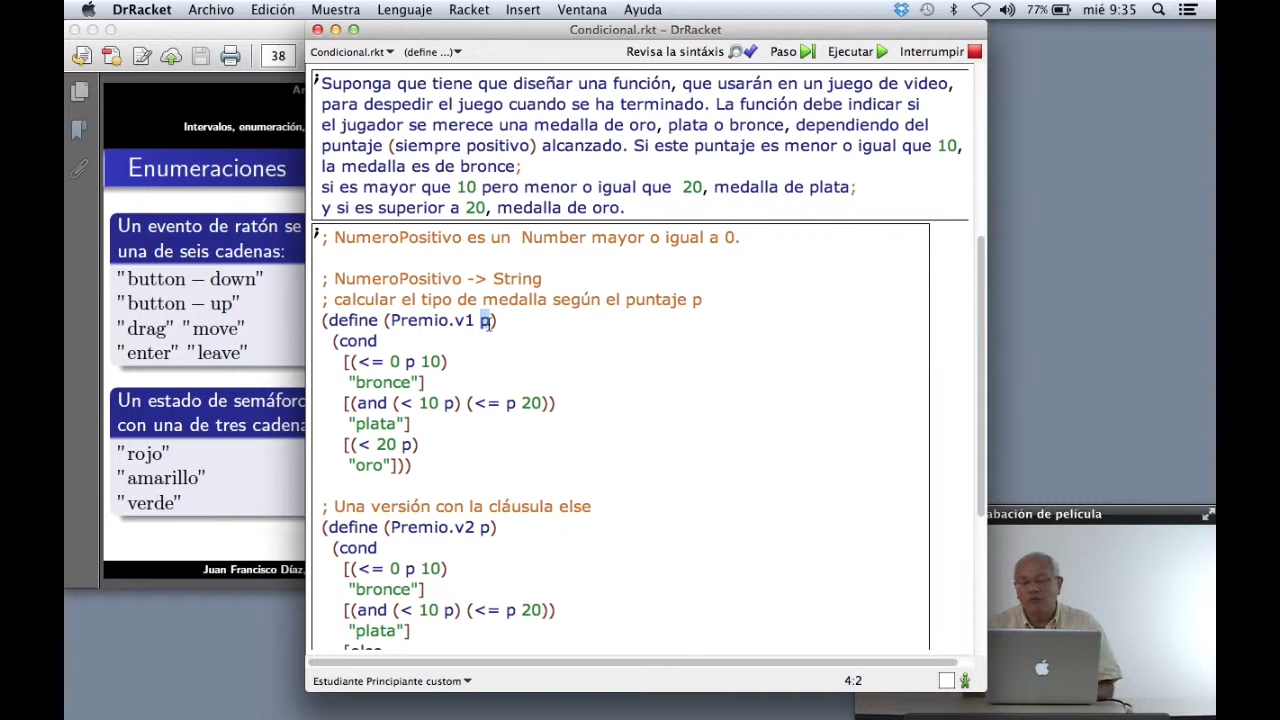 DrRacket Archivo Edición Muestra Lenguaje Racket Insert Ventana Ayuda 77% mié 9:35
Condicional.rkt – DrRacket
38
Condicional.rkt (define ...) Revisa la sintáxis Paso Ejecutar Interrumpir
Intervalos, enumeración,
Enumeraciones
Un evento de ratón se
una de seis cadenas:
"button – down"
"button – up"
"drag" "move"
"enter" "leave"
Un estado de semáforo
con una de tres cadena
"rojo"
"amarillo"
"verde"
Juan Francisco Díaz,
; Suponga que tiene que diseñar una función, que usarán en un juego de video,
para despedir el juego cuando se ha terminado. La función debe indicar si
el jugador se merece una medalla de oro, plata o bronce, dependiendo del
puntaje (siempre positivo) alcanzado. Si este puntaje es menor o igual que 10,
la medalla es de bronce;
si es mayor que 10 pero menor o igual que  20, medalla de plata;
y si es superior a 20, medalla de oro.
; ; NumeroPositivo es un  Number mayor o igual a 0.
; NumeroPositivo -> String
; calcular el tipo de medalla según el puntaje p
(define (Premio.v1 p)
(cond
[(<= 0 p 10)
"bronce"]
[(and (< 10 p) (<= p 20))
"plata"]
[(< 20 p)
"oro"]))
; Una versión con la cláusula else
(define (Premio.v2 p)
(cond
[(<= 0 p 10)
"bronce"]
[(and (< 10 p) (<= p 20))
"plata"]
[else
Estudiante Principiante custom 4:2
abación de película